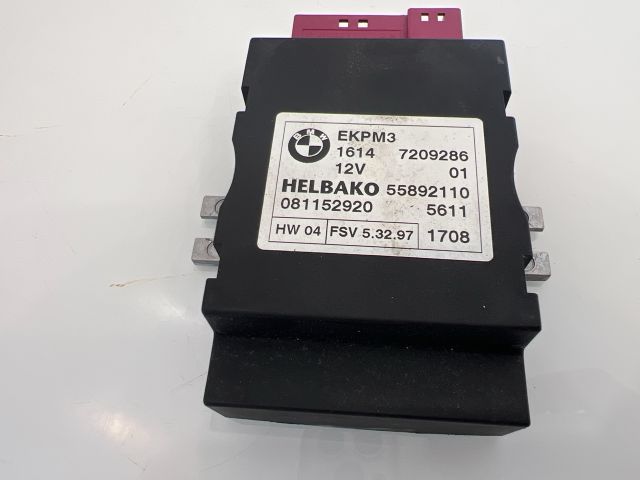 BMW
EKPM3
1614 7209286
12V 01
HELBAKO 55892110
081152920 5611
HW 04 FSV 5.32.97 1708